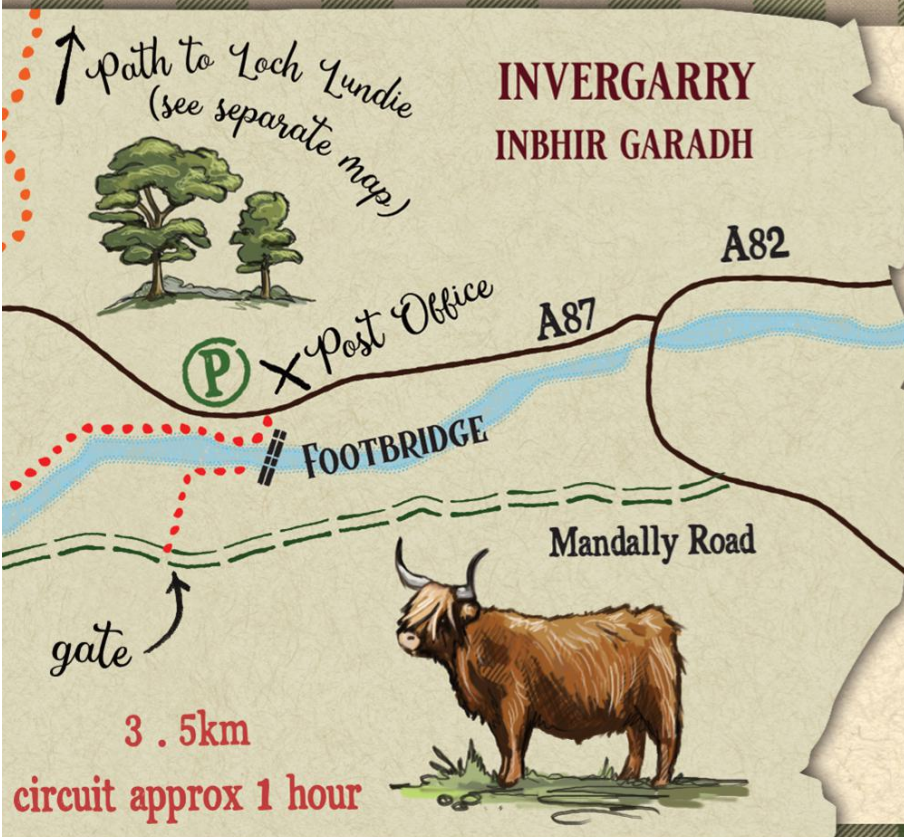 Path to Loch Lundie
(see separate map)
INVERGARRY
INBHIR GARADH
A82
A87
P
Post Office
FOOTBRIDGE
Mandally Road
gate
3 . 5km
circuit approx 1 hour